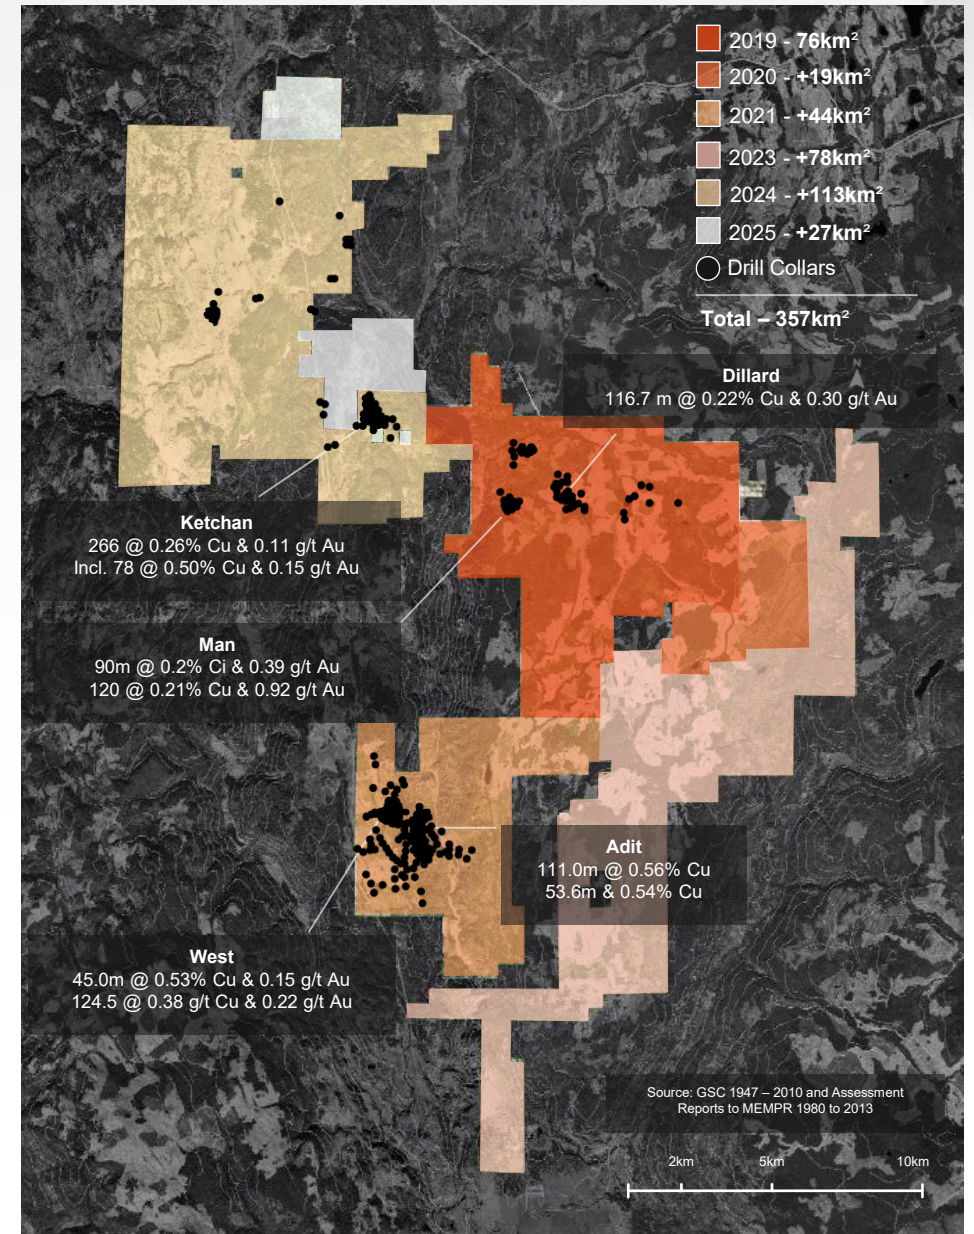 2019 - 76km²
2020 - +19km²
2021 - +44km²
2023 - +78km²
2024 - +113km²
2025 - +27km²
Drill Collars
Total – 357km²
Dillard
116.7 m @ 0.22% Cu & 0.30 g/t Au
Ketchan
266 @ 0.26% Cu & 0.11 g/t Au
Incl. 78 @ 0.50% Cu & 0.15 g/t Au
Man
90m @ 0.2% Ci & 0.39 g/t Au
120 @ 0.21% Cu & 0.92 g/t Au
Adit
111.0m @ 0.56% Cu
53.6m & 0.54% Cu
West
45.0m @ 0.53% Cu & 0.15 g/t Au
124.5 @ 0.38 g/t Cu & 0.22 g/t Au
Source: GSC 1947 – 2010 and Assessment
Reports to MEMPR 1980 to 2013
2km 5km 10km